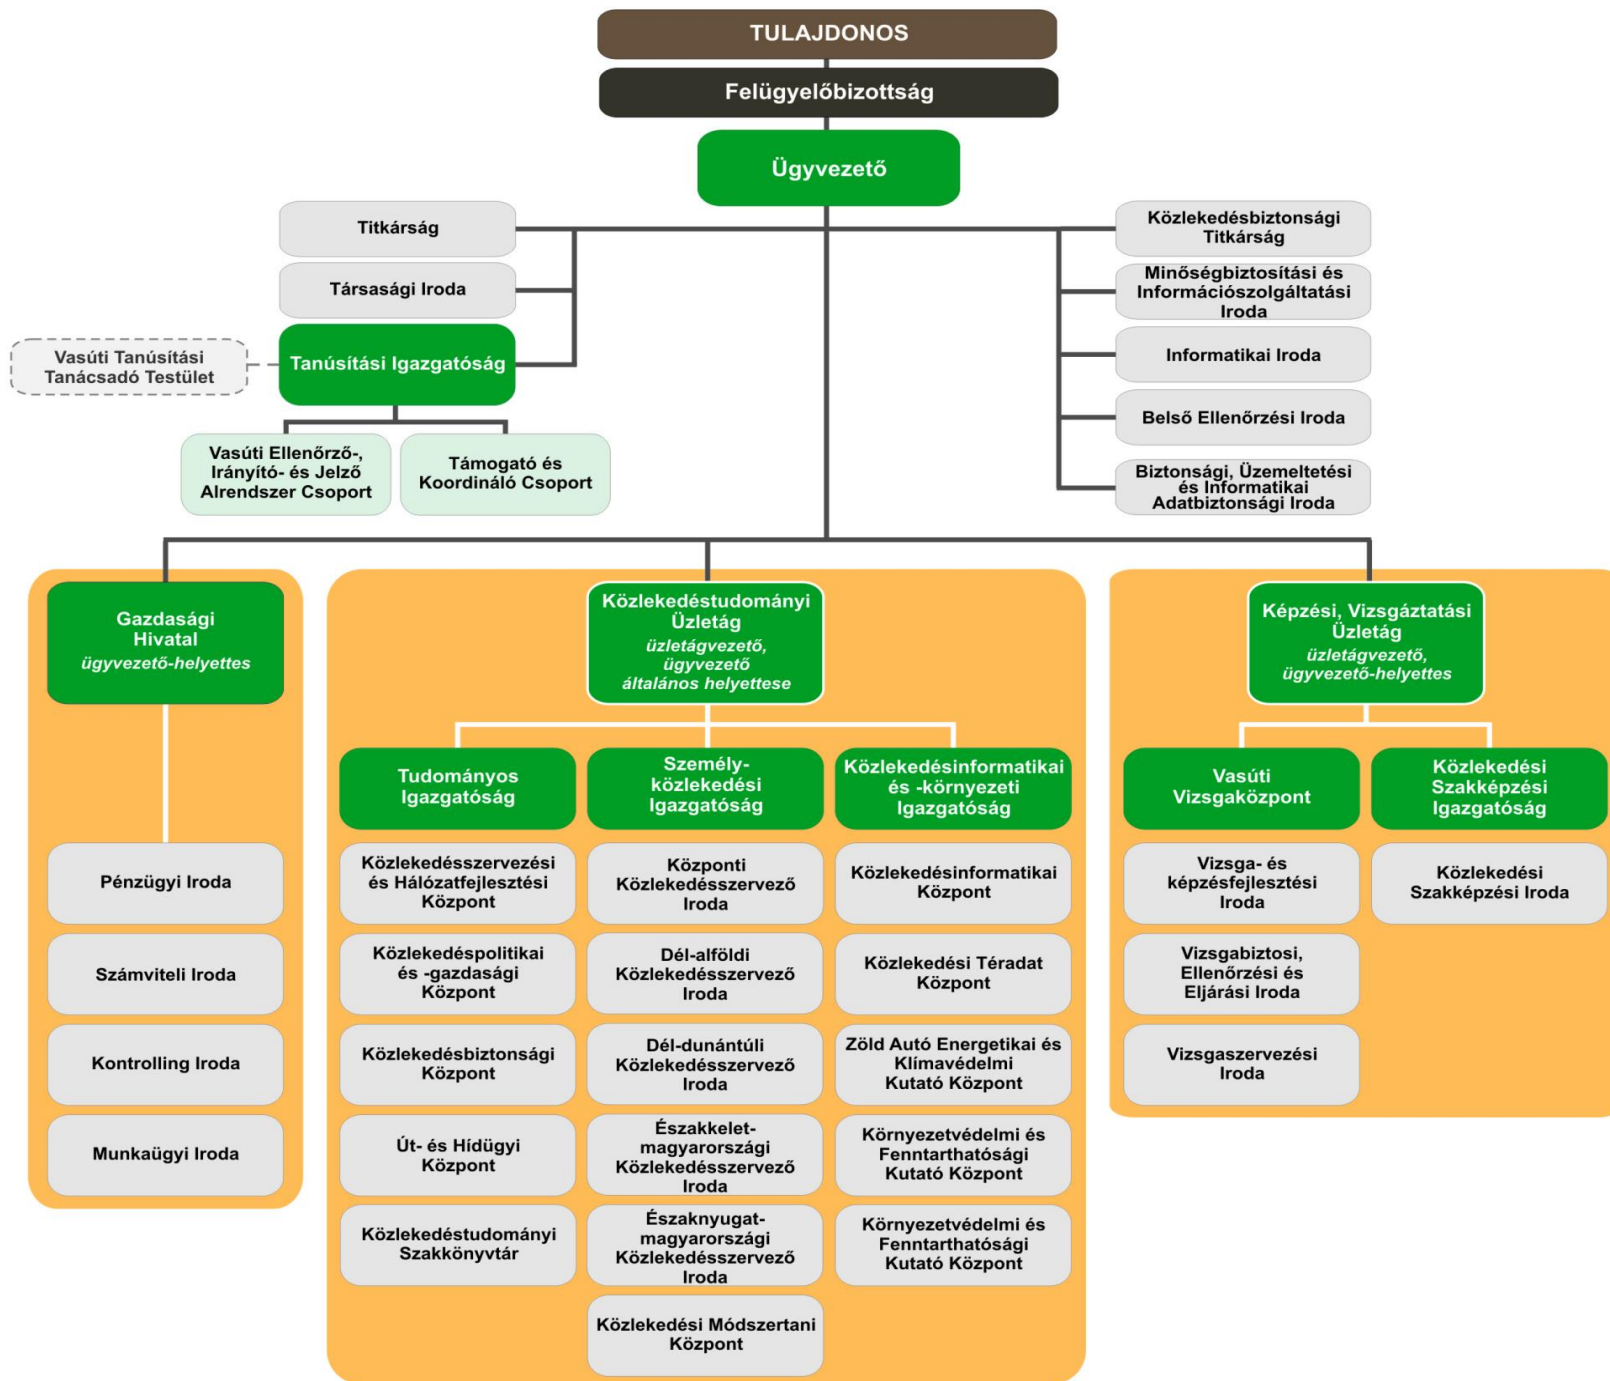 TULAJDONOS
Felügyelőbizottság
Ügyvezető
Titkárság
Társasági Iroda
Vasúti Tanúsítási
Tanácsadó Testület
Tanúsítási Igazgatóság
Vasúti Ellenőrző-,
Irányító- és Jelző
Alrendszer Csoport
Támogató és
Koordináló Csoport
Közlekedésbiztonsági
Titkárság
Minőségbiztosítási és
Információszolgáltatási
Iroda
Informatikai Iroda
Belső Ellenőrzési Iroda
Biztonsági, Üzemeltetési
és Informatikai
Adatbiztonsági Iroda
Gazdasági
Hivatal
ügyvezető-helyettes
Pénzügyi Iroda
Számviteli Iroda
Kontrolling Iroda
Munkaügyi Iroda
Közlekedéstudományi
Üzletág
üzletágvezető,
ügyvezető
általános helyettese
Tudományos
Igazgatóság
Közlekedésszervezési
és Hálózatfejlesztési
Központ
Közlekedéspolitikai
és -gazdasági
Központ
Közlekedésbiztonsági
Központ
Út- és Hídügyi
Központ
Közlekedéstudományi
Szakkönyvtár
Személy-
közlekedési
Igazgatóság
Központi
Közlekedésszervező
Iroda
Dél-alföldi
Közlekedésszervező
Iroda
Dél-dunántúli
Közlekedésszervező
Iroda
Északkelet-
magyarországi
Közlekedésszervező
Iroda
Északnyugat-
magyarországi
Közlekedésszervező
Iroda
Közlekedési Módszertani
Központ
Közlekedésinformatikai
és -környezeti
Igazgatóság
Közlekedésinformatikai
Központ
Közlekedési Téradat
Központ
Zöld Autó Energetikai és
Klímavédelmi
Kutató Központ
Környezetvédelmi és
Fenntarthatósági
Kutató Központ
Környezetvédelmi és
Fenntarthatósági
Kutató Központ
Képzési, Vizsgáztatási
Üzletág
üzletágvezető,
ügyvezető-helyettes
Vasúti
Vizsgaközpont
Vizsga- és
képzésfejlesztési
Iroda
Vizsgabiztosi,
Ellenőrzési és
Eljárási Iroda
Vizsgaszervezési
Iroda
Közlekedési
Szakképzési
Igazgatóság
Közlekedési
Szakképzési Iroda